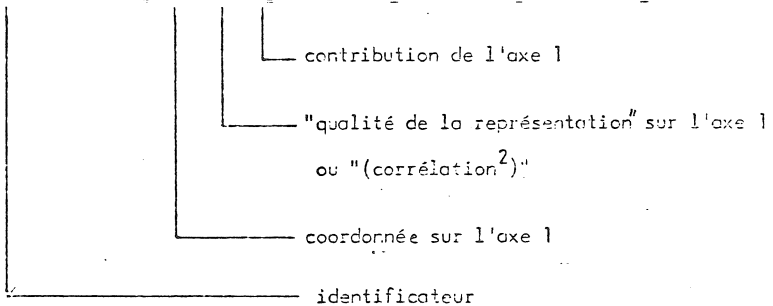 contribution de l'axe 1
"qualité de la représentation" sur l'axe 1
ou "(corrélation²)"
coordonnée sur l'axe 1
identificateur